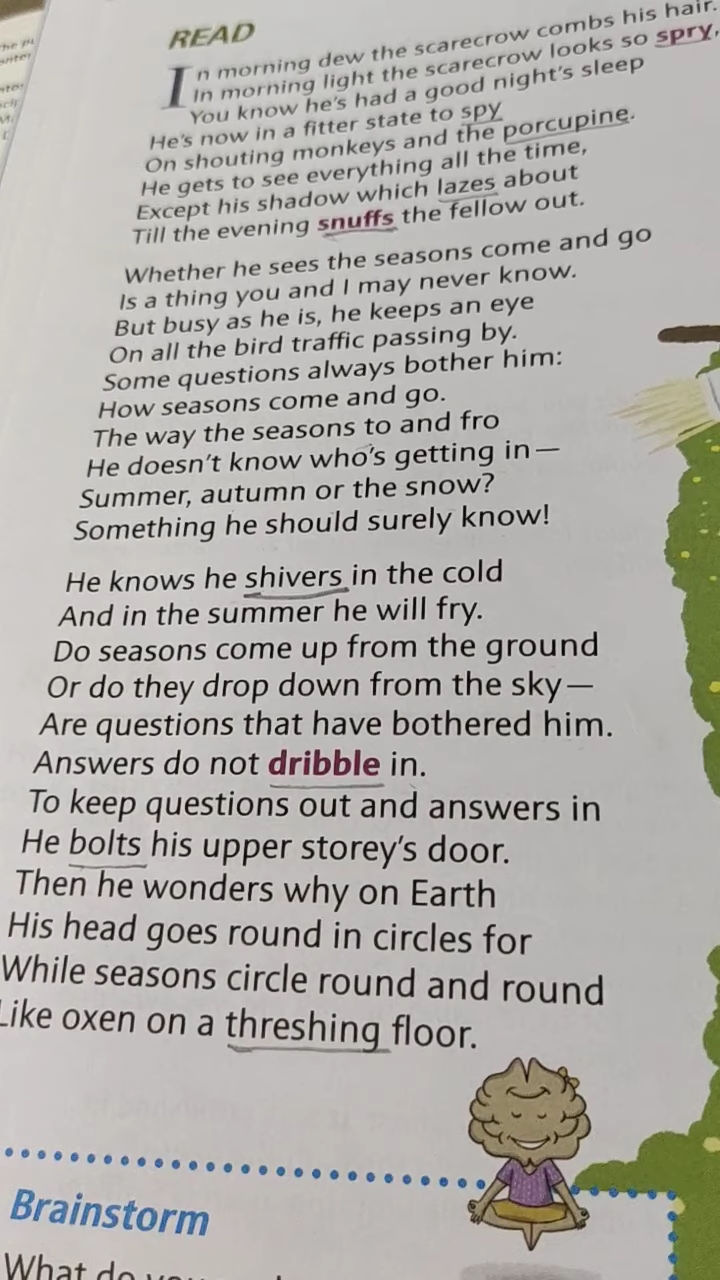 READ
In morning dew the scarecrow combs his hair.
In morning light the scarecrow looks so spry,
You know he's had a good night's sleep
He's now in a fitter state to spy
On shouting monkeys and the porcupine.
He gets to see everything all the time,
Except his shadow which lazes about
Till the evening snuffs the fellow out.
Whether he sees the seasons come and go
Is a thing you and I may never know.
But busy as he is, he keeps an eye
On all the bird traffic passing by.
Some questions always bother him:
How seasons come and go.
The way the seasons to and fro
He doesn't know who's getting in—
Summer, autumn or the snow?
Something he should surely know!
He knows he shivers in the cold
And in the summer he will fry.
Do seasons come up from the ground
Or do they drop down from the sky—
Are questions that have bothered him.
Answers do not dribble in.
To keep questions out and answers in
He bolts his upper storey's door.
Then he wonders why on Earth
His head goes round in circles for
While seasons circle round and round
Like oxen on a threshing floor.
Brainstorm
What do